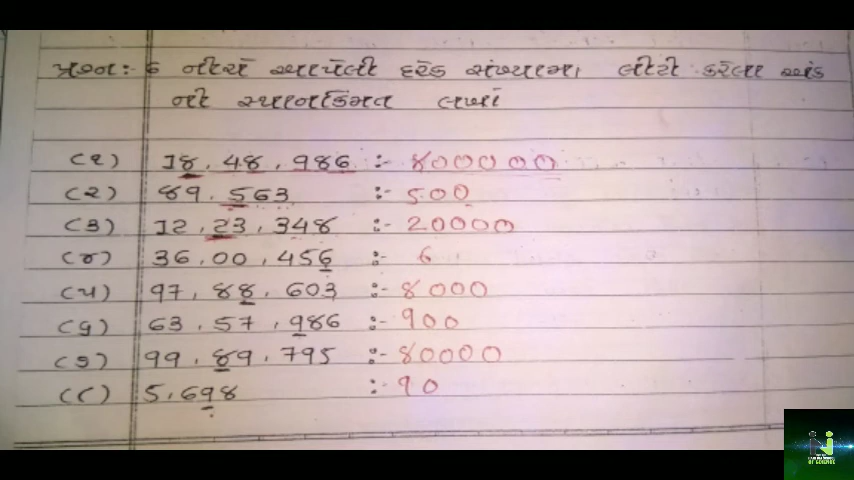 પ્રશ્ન:- 6 નીચે આપેલી દરેક સંખ્યામાં લીટી કરેલા અંક
ની સ્થાનકિંમત લખો
(૧) 18,48,986 :- 800000
(૨) 89,563 :- 500
(૩) 12,23,348 :- 20000
(૪) 36,00,456 :- 6
(૫) 97,88,603 :- 8000
(૬) 63,57,986 :- 900
(૭) 99,89,795 :- 80000
(૮) 5,698 :- 90
OF SCIENCE